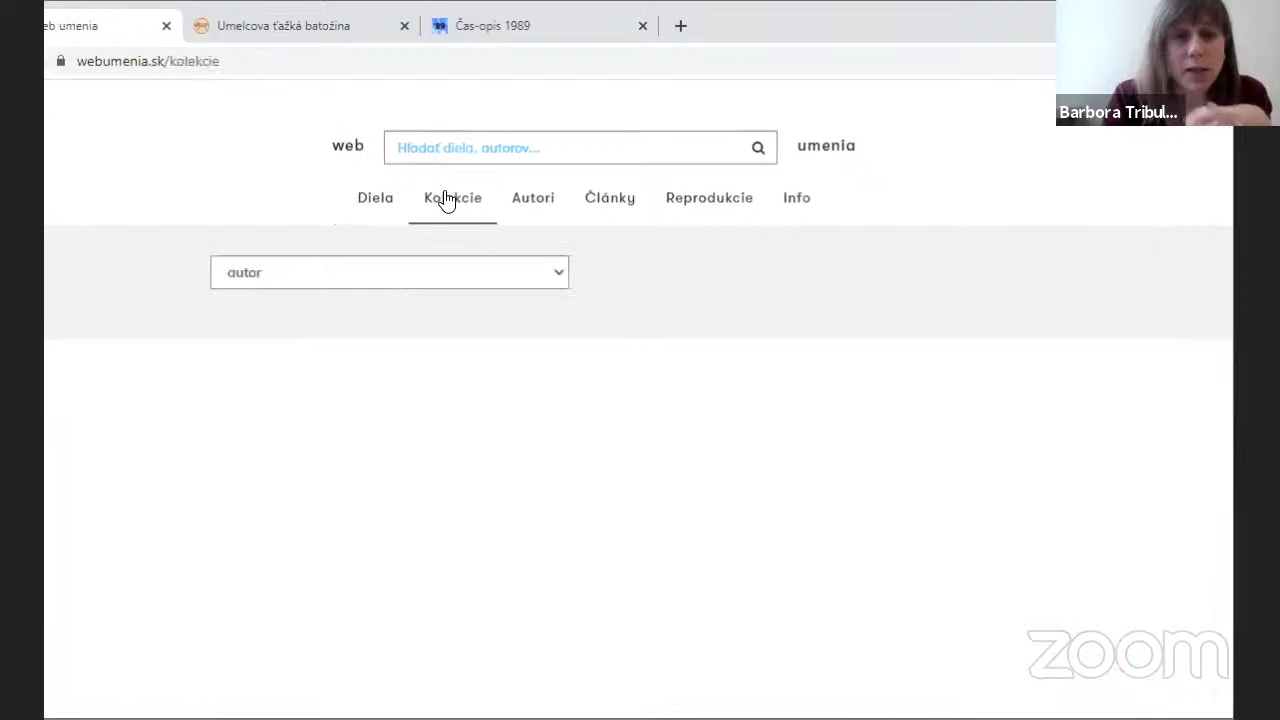 eb umenia
Umelcova ťažká batožina
Čas-opis 1989
webumenia.sk/kolekcie
Barbora Tribul...
web
Hľadať diela, autorov...
umenia
Diela Kolekcie Autori Články Reprodukcie Info
autor
zoom